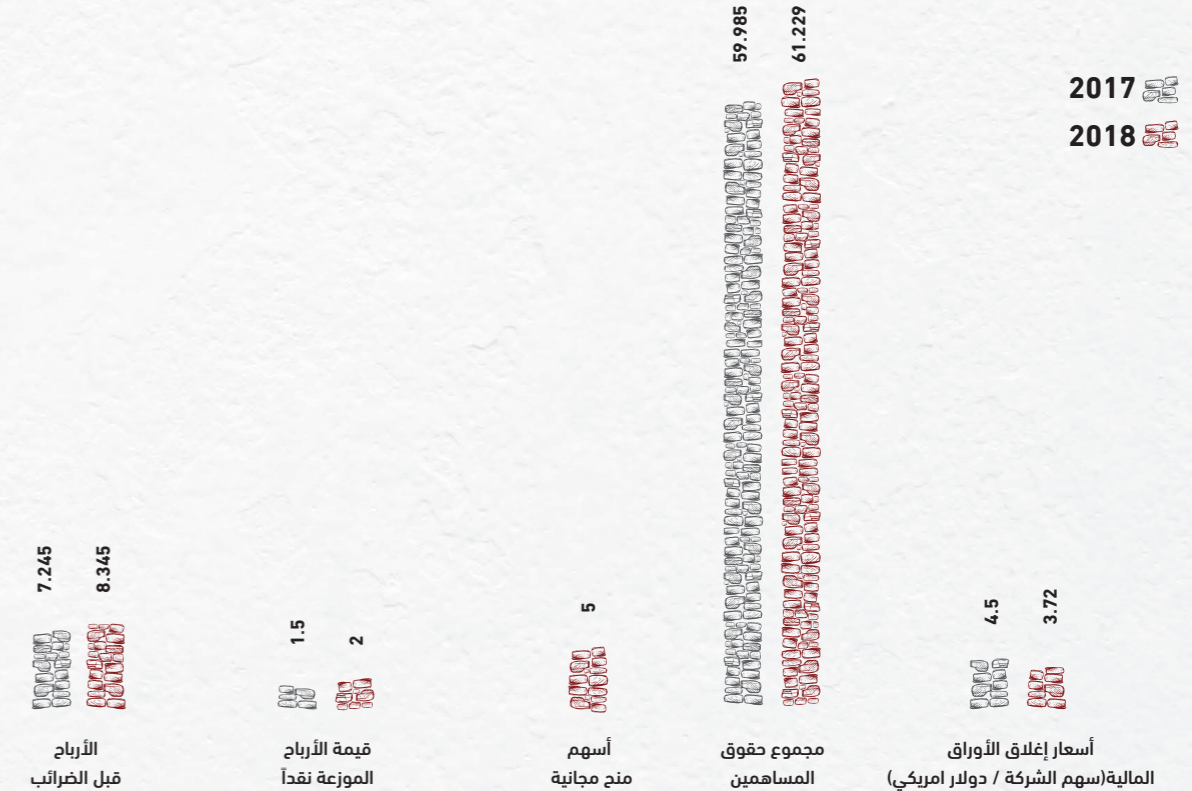 2017
2018
4.5
3.72
أسعار إغلاق الأوراق
المالية(سهم الشركة / دولار امريكي)
59.985
61.229
مجموع حقوق
المساهمين
5
أسهم
منح مجانية
1.5
2
قيمة الأرباح
الموزعة نقداً
7.245
8.345
الأرباح
قبل الضرائب